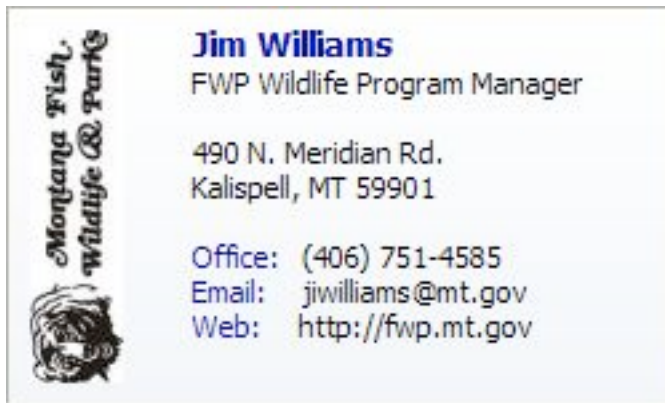 Montana Fish,
Wildlife & Parks
Jim Williams
FWP Wildlife Program Manager
490 N. Meridian Rd.
Kalispell, MT 59901
Office: (406) 751-4585
Email: jiwilliams@mt.gov
Web: http://fwp.mt.gov